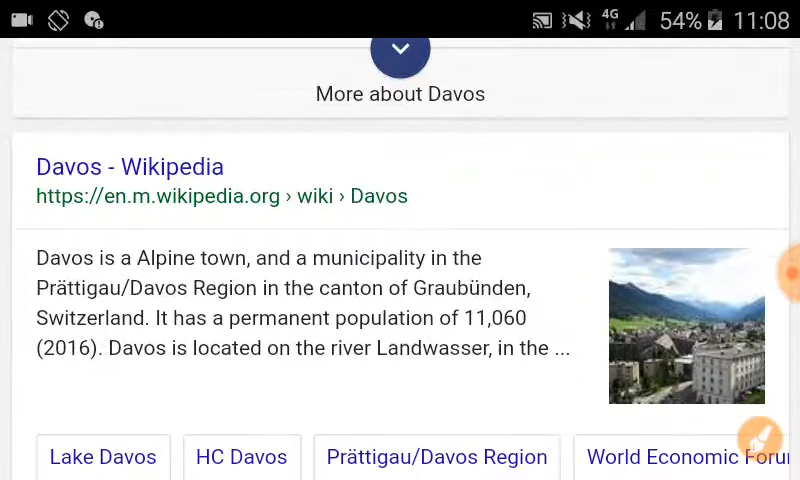 4G 54% 11:08
More about Davos
Davos - Wikipedia
https://en.m.wikipedia.org › wiki › Davos
Davos is a Alpine town, and a municipality in the
Prättigau/Davos Region in the canton of Graubünden,
Switzerland. It has a permanent population of 11,060
(2016). Davos is located on the river Landwasser, in the ...
Lake Davos HC Davos Prättigau/Davos Region World Economic Foru